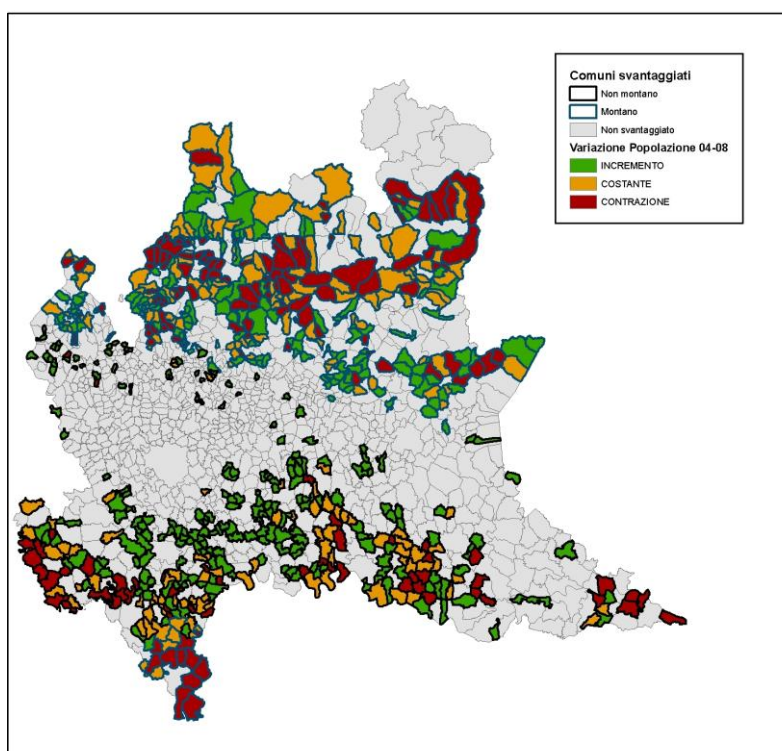 Comuni svantaggiati
Non montano
Montano
Non svantaggiato
Variazione Popolazione 04-08
INCREMENTO
COSTANTE
CONTRAZIONE